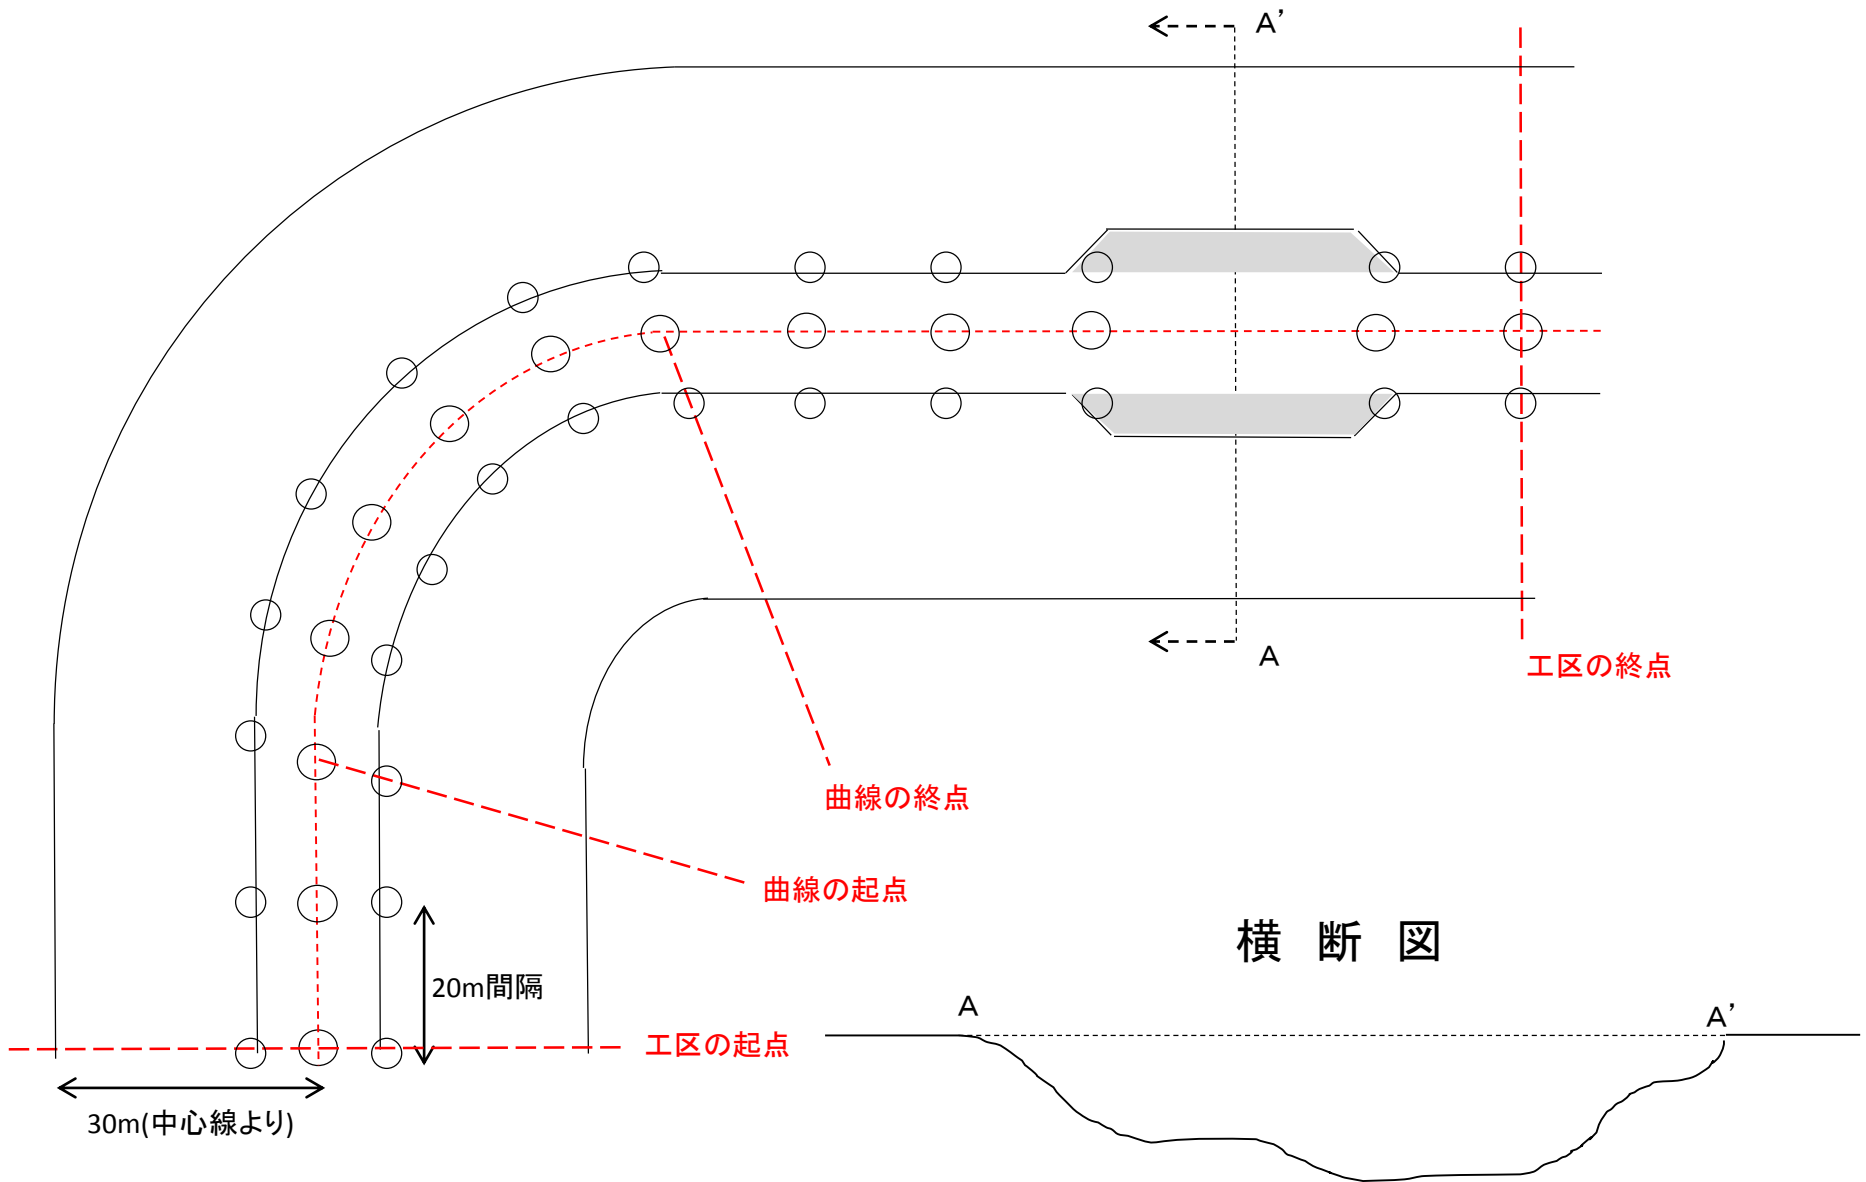 A’
工区の終点
A
曲線の終点
曲線の起点
横 断 図
20m間隔
A
A’
工区の起点
30m(中心線より)